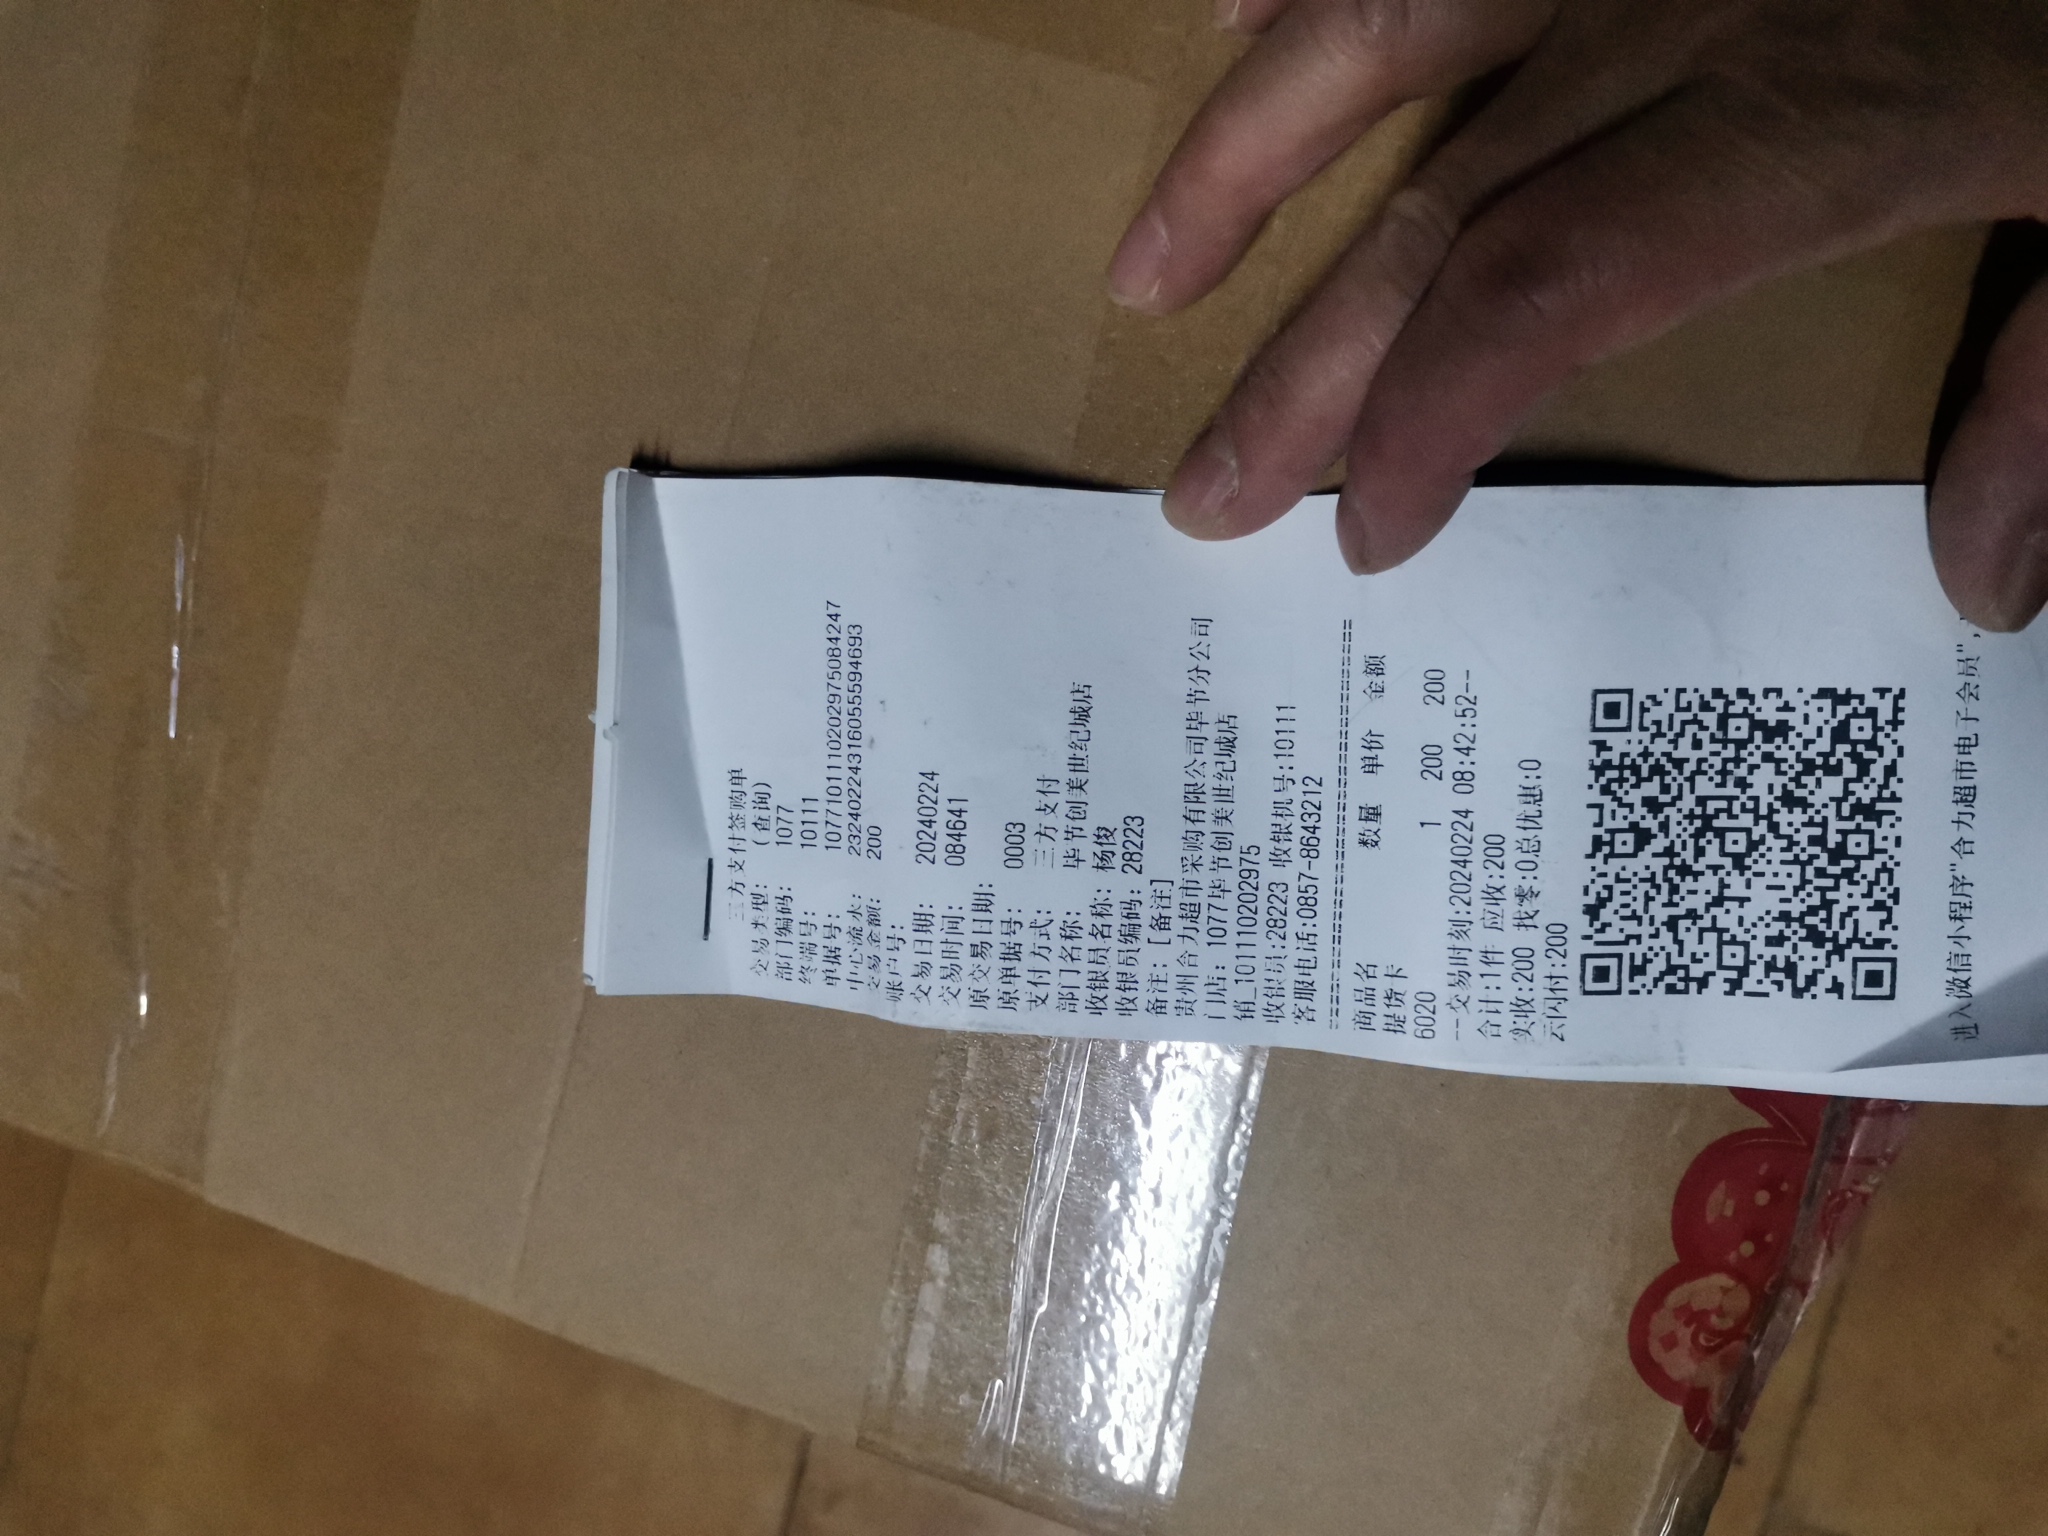 三方支付签购单
交易类型: (查询)
部门编码: 1077
终端号: 10111
单据号: 1077101110202975084247
中心流水: 2324022431605559​4693
交易金额: 200
账户号:
交易日期: 20240224
交易时间: 084641
原交易日期:
原单据号: 0003
支付方式: 三方支付
部门名称: 毕节创美世纪城店
收银员名称: 杨俊
收银员编码: 28223
备注: [备注]
贵州合力超市采购有限公司毕节分公司
门店: 1077毕节创美世纪城店
销_101110202975
收银员:28223 收银机号:10111
客服电话:0857-8643212
商品名 数量 单价 金额
提货卡
6020 1 200 200
--交易时刻:20240224 08:42:52--
合计:1件 应收:200
实收:200 找零:0总优惠:0
云闪付:200
进入微信小程序"合力超市电子会员",